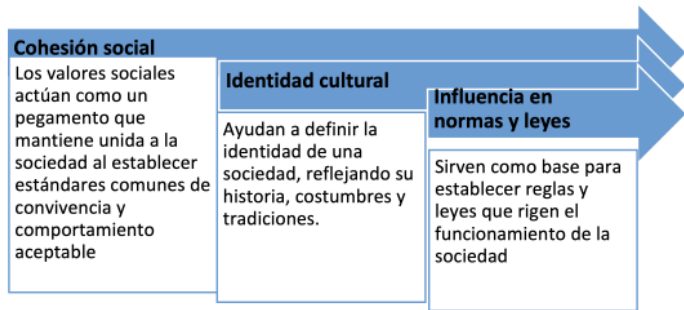 Cohesión social
Los valores sociales
actúan como un
pegamento que
mantiene unida a la
sociedad al establecer
estándares comunes de
convivencia y
comportamiento
aceptable
Identidad cultural
Ayudan a definir la
identidad de una
sociedad, reflejando su
historia, costumbres y
tradiciones.
Influencia en
normas y leyes
Sirven como base para
establecer reglas y
leyes que rigen el
funcionamiento de la
sociedad